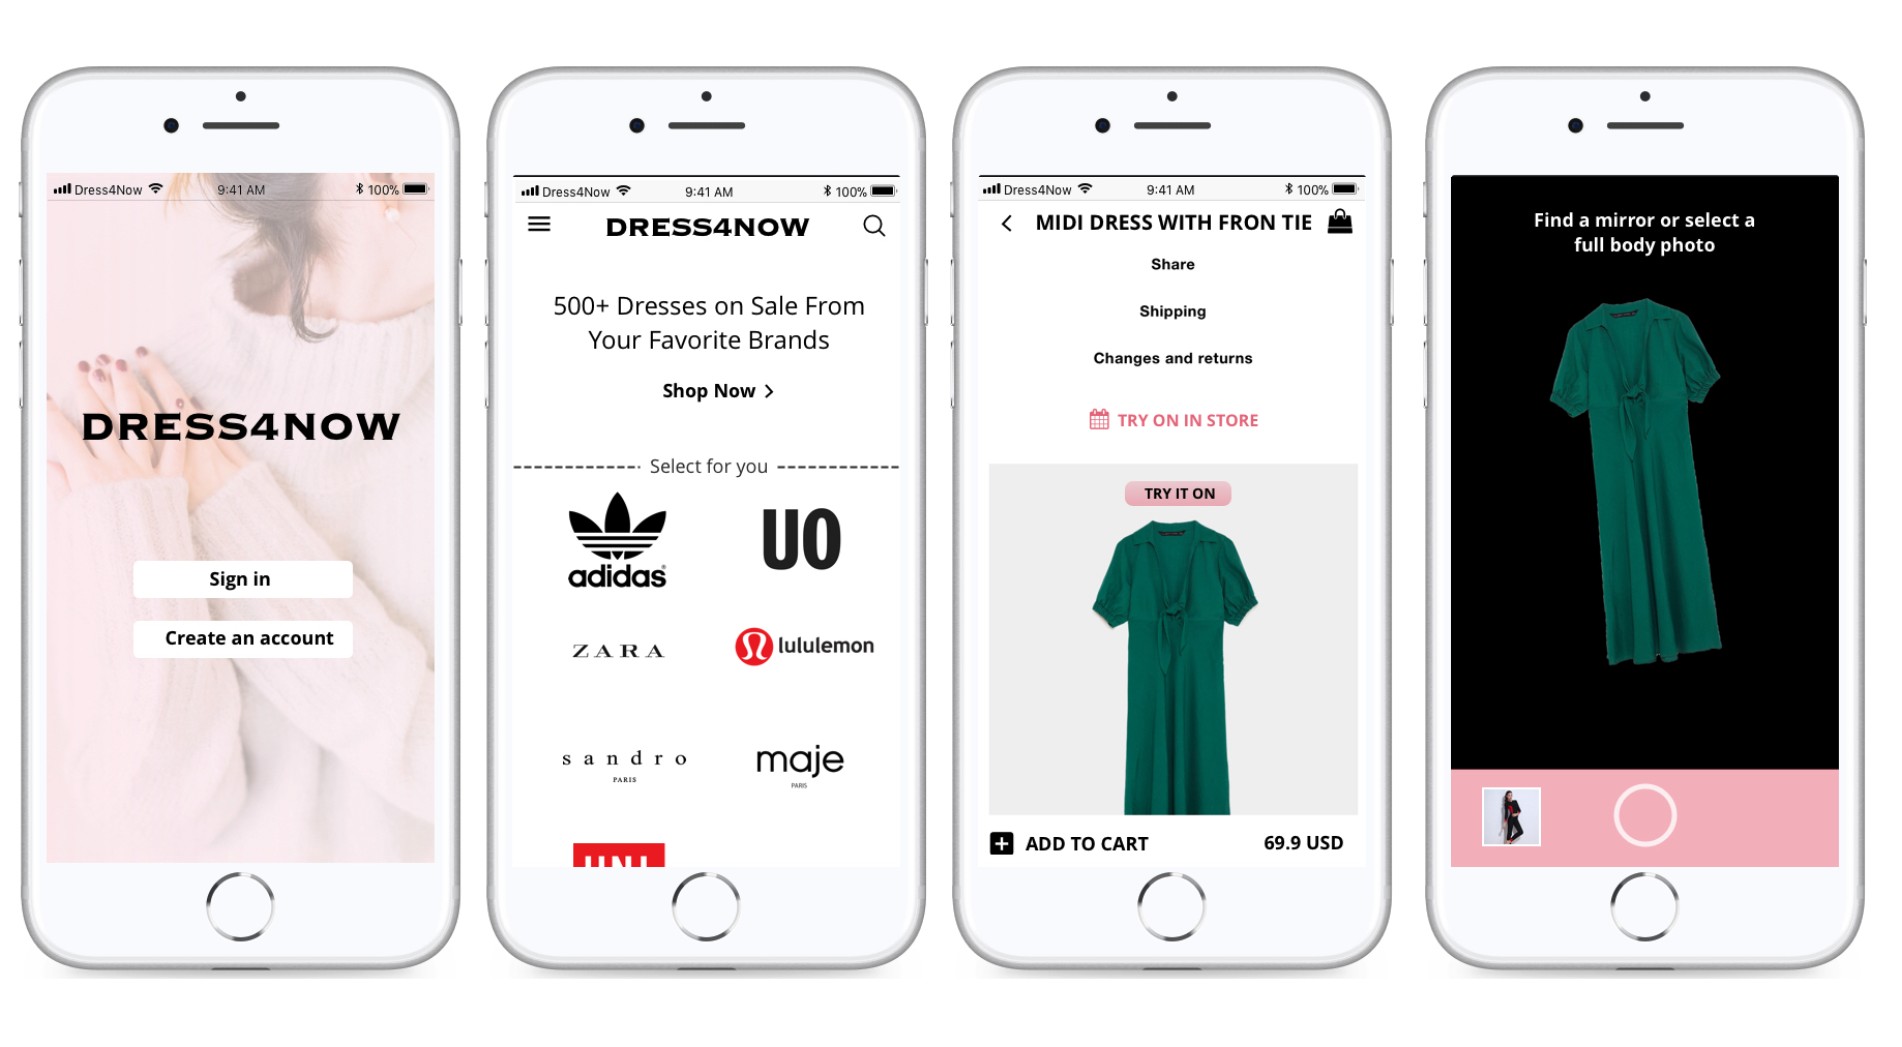 Dress4Now 9:41 AM 100%
DRESS4NOW
Sign in
Create an account
Dress4Now 9:41 AM 100%
DRESS4NOW
500+ Dresses on Sale From
Your Favorite Brands
Shop Now
Select for you
adidas
UO
ZARA
lululemon
sandro
PARIS
maje
PARIS
UNI
Dress4Now 9:41 AM 100%
MIDI DRESS WITH FRON TIE
Share
Shipping
Changes and returns
TRY ON IN STORE
TRY IT ON
ADD TO CART 69.9 USD
Find a mirror or select a
full body photo